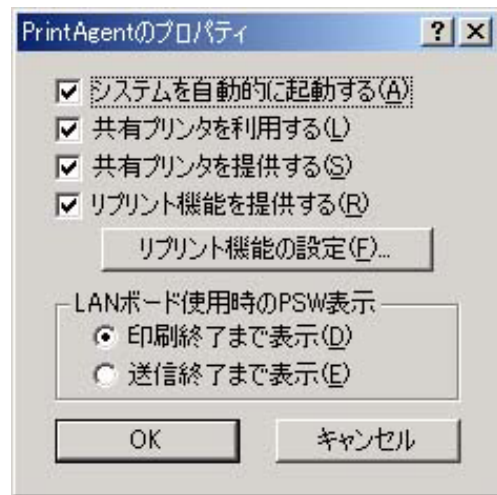 PrintAgentのプロパティ
システムを自動的に起動する(A)
共有プリンタを利用する(L)
共有プリンタを提供する(S)
リプリント機能を提供する(R)
リプリント機能の設定(F)...
LANボード使用時のPSW表示
印刷終了まで表示(D)
送信終了まで表示(E)
OK キャンセル